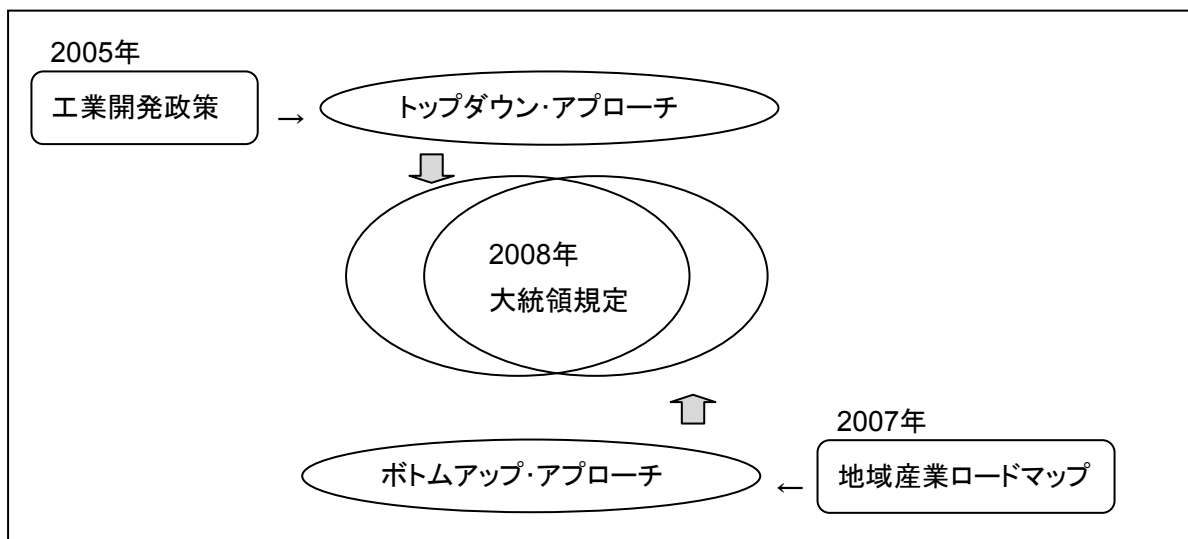 2005年
工業開発政策
→
トップダウン・アプローチ
2008年
大統領規定
2007年
ボトムアップ・アプローチ
←
地域産業ロードマップ